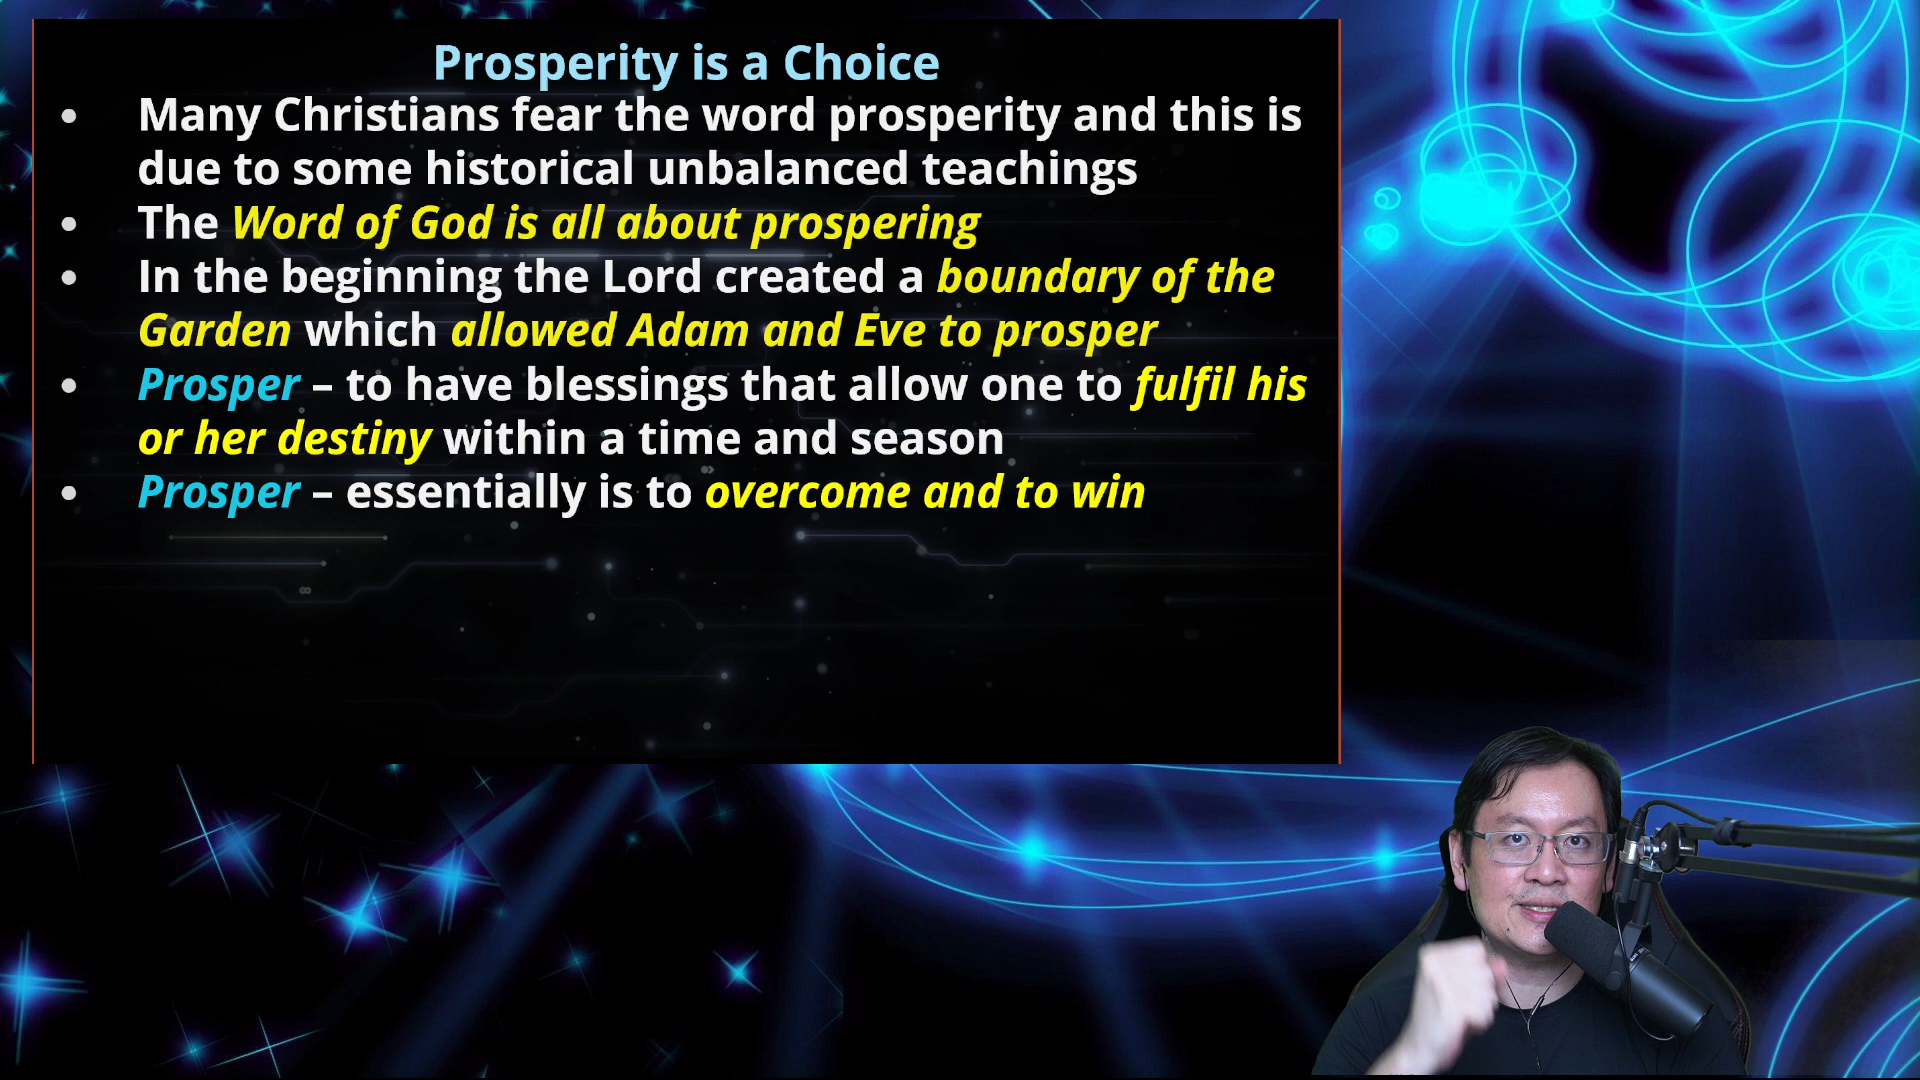 Prosperity is a Choice
• Many Christians fear the word prosperity and this is
due to some historical unbalanced teachings
• The Word of God is all about prospering
• In the beginning the Lord created a boundary of the
Garden which allowed Adam and Eve to prosper
• Prosper – to have blessings that allow one to fulfil his
or her destiny within a time and season
• Prosper – essentially is to overcome and to win